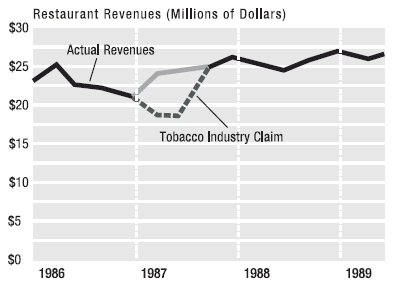 Restaurant Revenues (Millions of Dollars)
$30
Actual Revenues
$25
$20
Tobacco Industry Claim
$15
$10
$5
$0
1986 1987 1988 1989